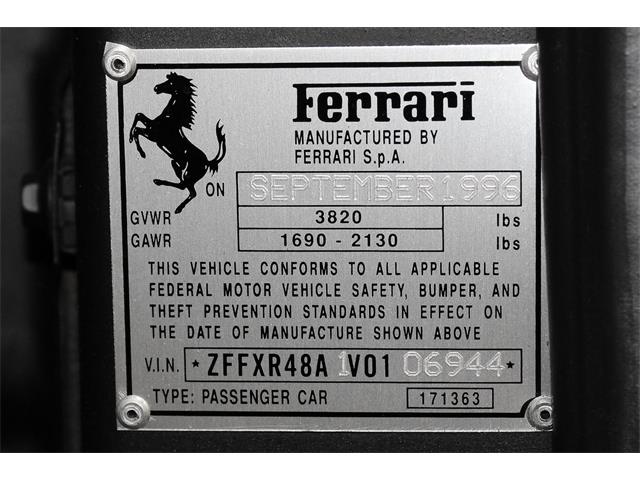 Ferrari
MANUFACTURED BY
FERRARI S.p.A.
ON SEPTEMBER 1996
GVWR 3820 lbs
GAWR 1690 - 2130 lbs
THIS VEHICLE CONFORMS TO ALL APPLICABLE
FEDERAL MOTOR VEHICLE SAFETY, BUMPER, AND
THEFT PREVENTION STANDARDS IN EFFECT ON
THE DATE OF MANUFACTURE SHOWN ABOVE
V.I.N. * ZFFXR48A 1V01 06944 *
TYPE: PASSENGER CAR 171363